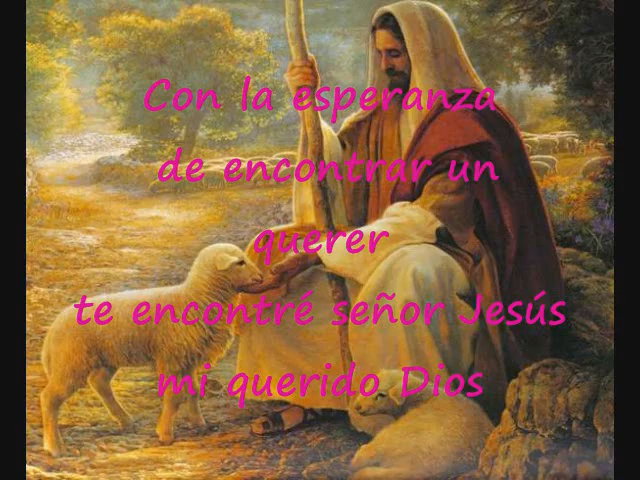 Con la esperanza
de encontrar un
querer
te encontré señor Jesús
mi querido Dios